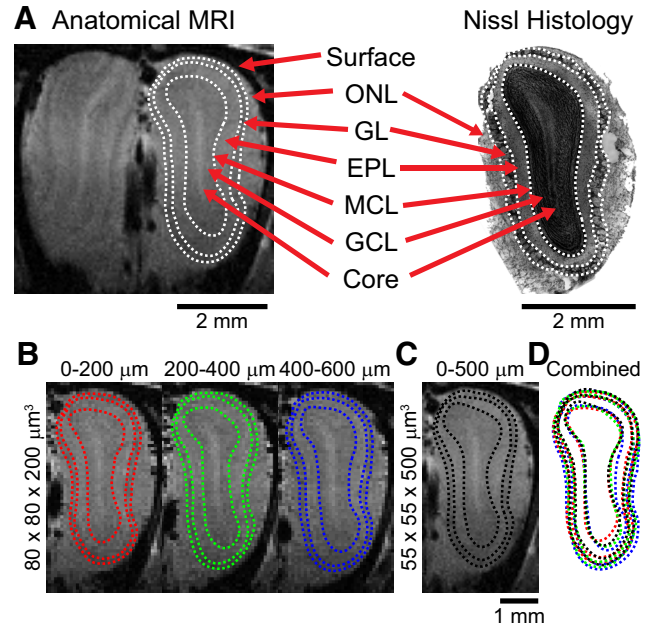 A Anatomical MRI
Nissl Histology
Surface
ONL
GL
EPL
MCL
GCL
Core
2 mm
2 mm
B
0-200 μm
200-400 μm
400-600 μm
80 x 80 x 200 μm³
C
0-500 μm
55 x 55 x 500 μm³
1 mm
D
Combined